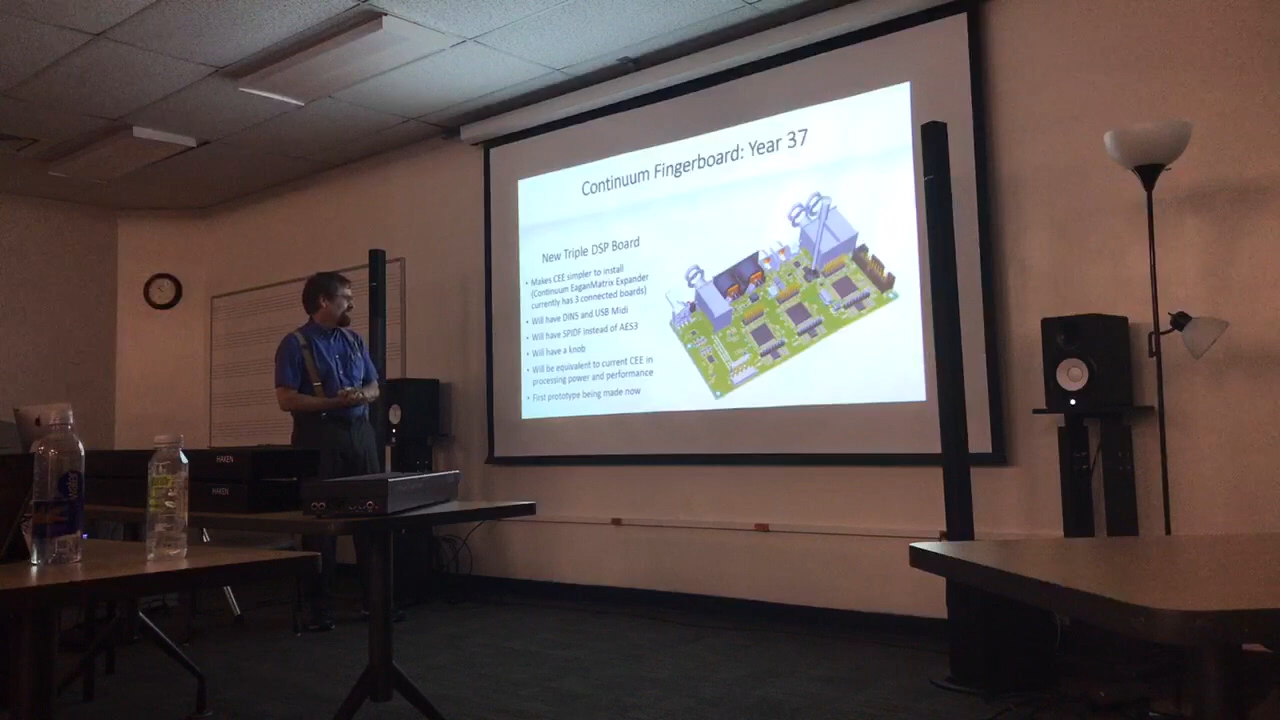 Continuum Fingerboard: Year 37
New Triple DSP Board
• Makes CEE simpler to install
(Continuum EaganMatrix Expander
currently has 3 connected boards)
• Will have DIN5 and USB Midi
• Will have SPIDF instead of AES3
• Will have a knob
• Will be equivalent to current CEE in
processing power and performance
• First prototype being made now
HAKEN
HAKEN
water